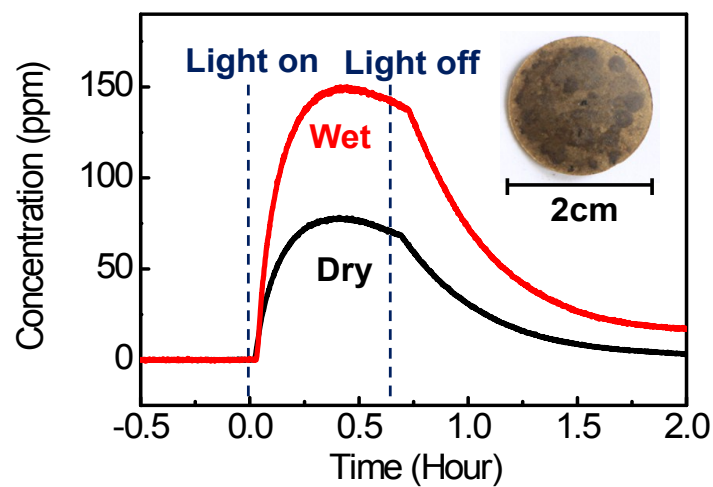 Concentration (ppm)
150
100
50
0
Light on
Light off
Wet
Dry
2cm
-0.5
0.0
0.5
1.0
1.5
2.0
Time (Hour)